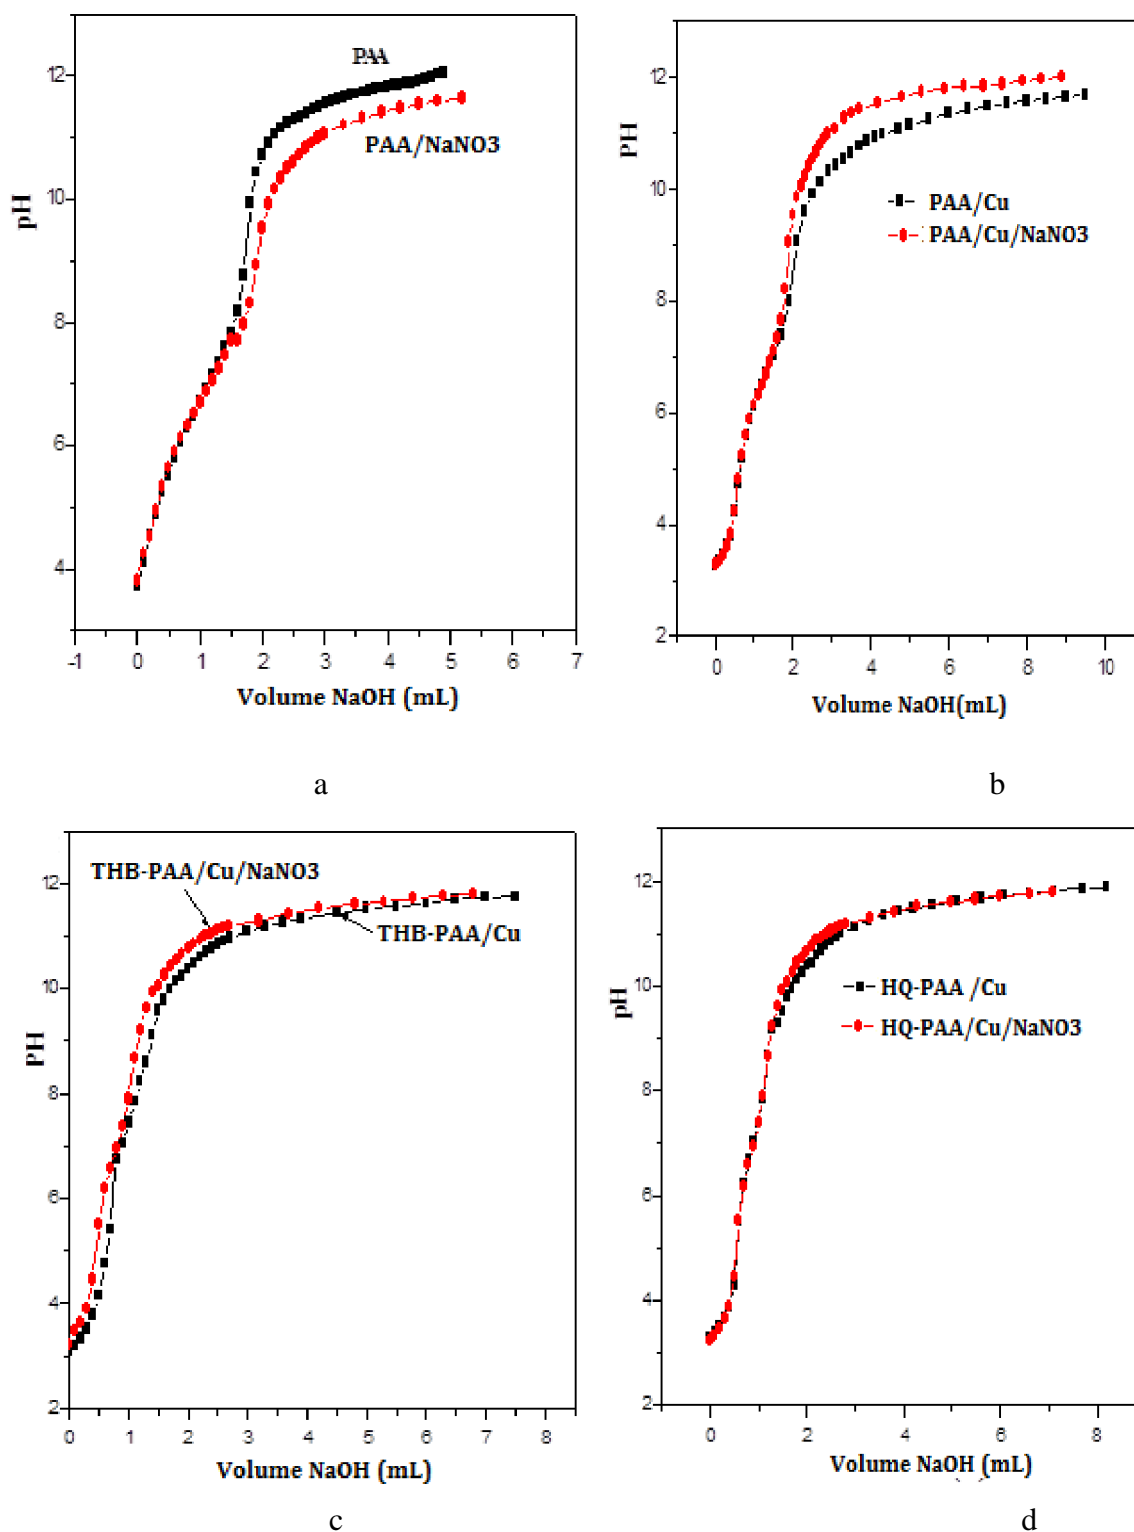 PAA
PAA/NaNO3
12
10
8
6
4
pH
-1 0 1 2 3 4 5 6 7
Volume NaOH (mL)
a
12
10
8
6
4
2
PH
PAA/Cu
PAA/Cu/NaNO3
0 2 4 6 8 10
Volume NaOH(mL)
b
THB-PAA/Cu/NaNO3
THB-PAA/Cu
12
10
8
6
4
2
PH
0 1 2 3 4 5 6 7 8
Volume NaOH (mL)
c
12
10
8
6
4
2
pH
HQ-PAA /Cu
HQ-PAA/Cu/NaNO3
0 2 4 6 8
Volume NaOH (mL)
d